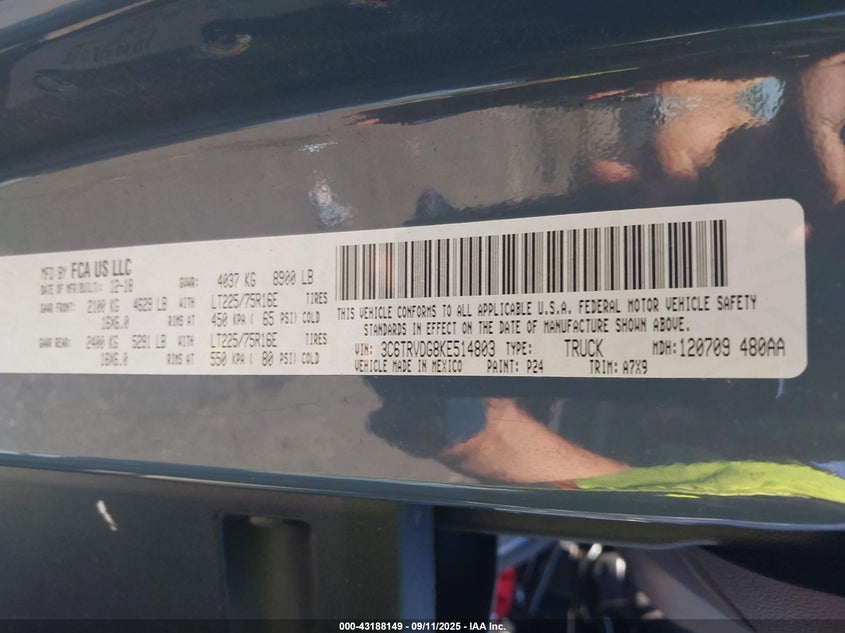 MFD BY FCA US LLC
DATE OF MFR(BUILT): 12-18 GVWR: 4037 KG 8900 LB
GAWR FRONT: 2100 KG 4629 LB WITH LT225/75R16E TIRES
16X6.0 RIMS AT 450 KPA ( 65 PSI) COLD
GAWR REAR: 2400 KG 5291 LB WITH LT225/75R16E TIRES
16X6.0 RIMS AT 550 KPA ( 80 PSI) COLD
THIS VEHICLE CONFORMS TO ALL APPLICABLE U.S.A. FEDERAL MOTOR VEHICLE SAFETY
STANDARDS IN EFFECT ON THE DATE OF MANUFACTURE SHOWN ABOVE.
VIN: 3C6TRVDG8KE514803 TYPE: TRUCK MDH: 120709 480AA
VEHICLE MADE IN MEXICO PAINT: P24 TRIM: A7X9
000-43188149 - 09/11/2025 - IAA Inc.